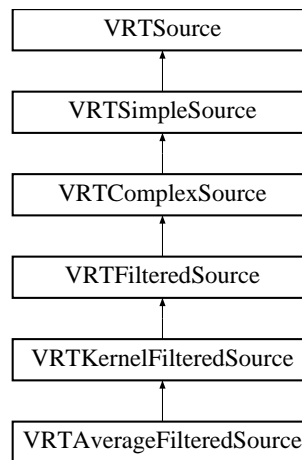 VRTSource
VRTSimpleSource
VRTComplexSource
VRTFilteredSource
VRTKernelFilteredSource
VRTAverageFilteredSource